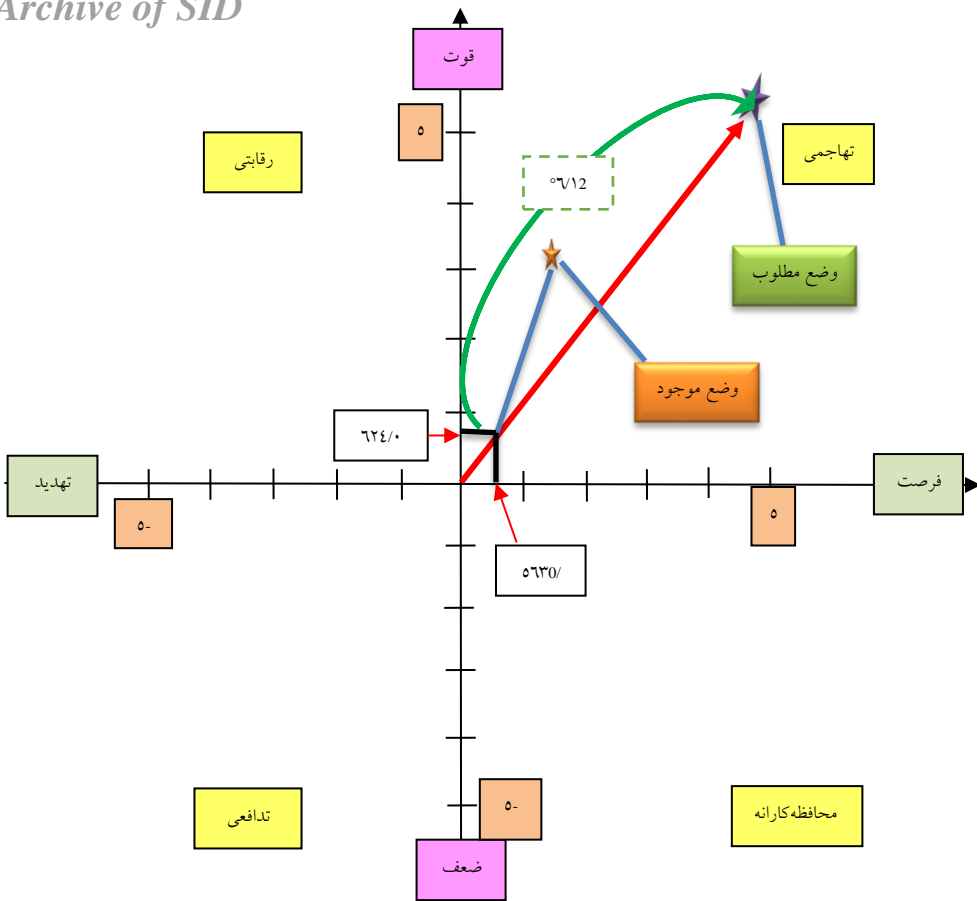 Archive of SID
قوت
۵
رقابتی
تهاجمی
°٦/12
وضع مطلوب
وضع موجود
٦٢٤/٠
تهدید
فرصت
-۵
۵
۵٦٣0/
-۵
تدافعی
محافظه‌کارانه
ضعف